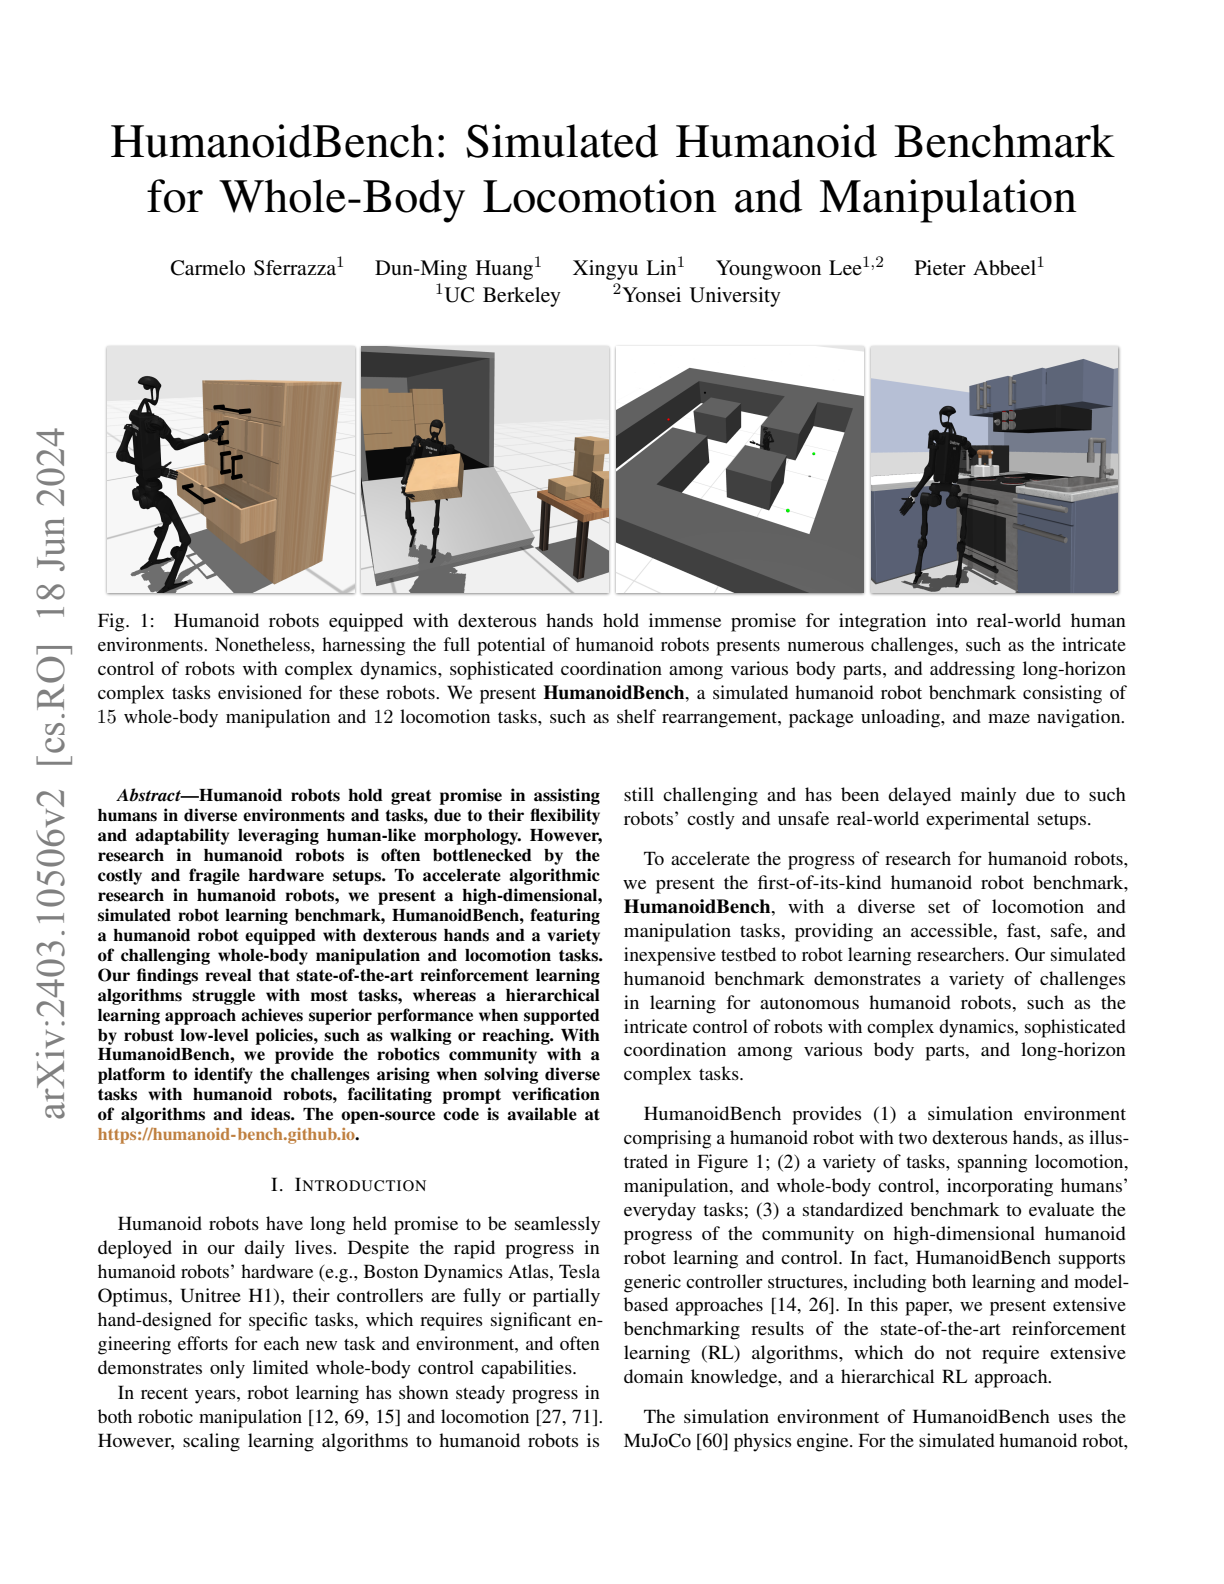 HumanoidBench: Simulated Humanoid Benchmark
for Whole-Body Locomotion and Manipulation
Carmelo Sferrazza1 Dun-Ming Huang1 Xingyu Lin1 Youngwoon Lee1,2 Pieter Abbeel1
1UC Berkeley 2Yonsei University
Fig. 1: Humanoid robots equipped with dexterous hands hold immense promise for integration into real-world human
environments. Nonetheless, harnessing the full potential of humanoid robots presents numerous challenges, such as the intricate
control of robots with complex dynamics, sophisticated coordination among various body parts, and addressing long-horizon
complex tasks envisioned for these robots. We present HumanoidBench, a simulated humanoid robot benchmark consisting of
15 whole-body manipulation and 12 locomotion tasks, such as shelf rearrangement, package unloading, and maze navigation.
arXiv:2403.10506v2 [cs.RO] 18 Jun 2024
Abstract—Humanoid robots hold great promise in assisting
humans in diverse environments and tasks, due to their flexibility
and adaptability leveraging human-like morphology. However,
research in humanoid robots is often bottlenecked by the
costly and fragile hardware setups. To accelerate algorithmic
research in humanoid robots, we present a high-dimensional,
simulated robot learning benchmark, HumanoidBench, featuring
a humanoid robot equipped with dexterous hands and a variety
of challenging whole-body manipulation and locomotion tasks.
Our findings reveal that state-of-the-art reinforcement learning
algorithms struggle with most tasks, whereas a hierarchical
learning approach achieves superior performance when supported
by robust low-level policies, such as walking or reaching. With
HumanoidBench, we provide the robotics community with a
platform to identify the challenges arising when solving diverse
tasks with humanoid robots, facilitating prompt verification
of algorithms and ideas. The open-source code is available at
https://humanoid-bench.github.io.
I. INTRODUCTION
Humanoid robots have long held promise to be seamlessly
deployed in our daily lives. Despite the rapid progress in
humanoid robots' hardware (e.g., Boston Dynamics Atlas, Tesla
Optimus, Unitree H1), their controllers are fully or partially
hand-designed for specific tasks, which requires significant en-
gineering efforts for each new task and environment, and often
demonstrates only limited whole-body control capabilities.
In recent years, robot learning has shown steady progress in
both robotic manipulation [12, 69, 15] and locomotion [27, 71].
However, scaling learning algorithms to humanoid robots is
still challenging and has been delayed mainly due to such
robots' costly and unsafe real-world experimental setups.
To accelerate the progress of research for humanoid robots,
we present the first-of-its-kind humanoid robot benchmark,
HumanoidBench, with a diverse set of locomotion and
manipulation tasks, providing an accessible, fast, safe, and
inexpensive testbed to robot learning researchers. Our simulated
humanoid benchmark demonstrates a variety of challenges
in learning for autonomous humanoid robots, such as the
intricate control of robots with complex dynamics, sophisticated
coordination among various body parts, and long-horizon
complex tasks.
HumanoidBench provides (1) a simulation environment
comprising a humanoid robot with two dexterous hands, as illus-
trated in Figure 1; (2) a variety of tasks, spanning locomotion,
manipulation, and whole-body control, incorporating humans'
everyday tasks; (3) a standardized benchmark to evaluate the
progress of the community on high-dimensional humanoid
robot learning and control. In fact, HumanoidBench supports
generic controller structures, including both learning and model-
based approaches [14, 26]. In this paper, we present extensive
benchmarking results of the state-of-the-art reinforcement
learning (RL) algorithms, which do not require extensive
domain knowledge, and a hierarchical RL approach.
The simulation environment of HumanoidBench uses the
MuJoCo [60] physics engine. For the simulated humanoid robot,